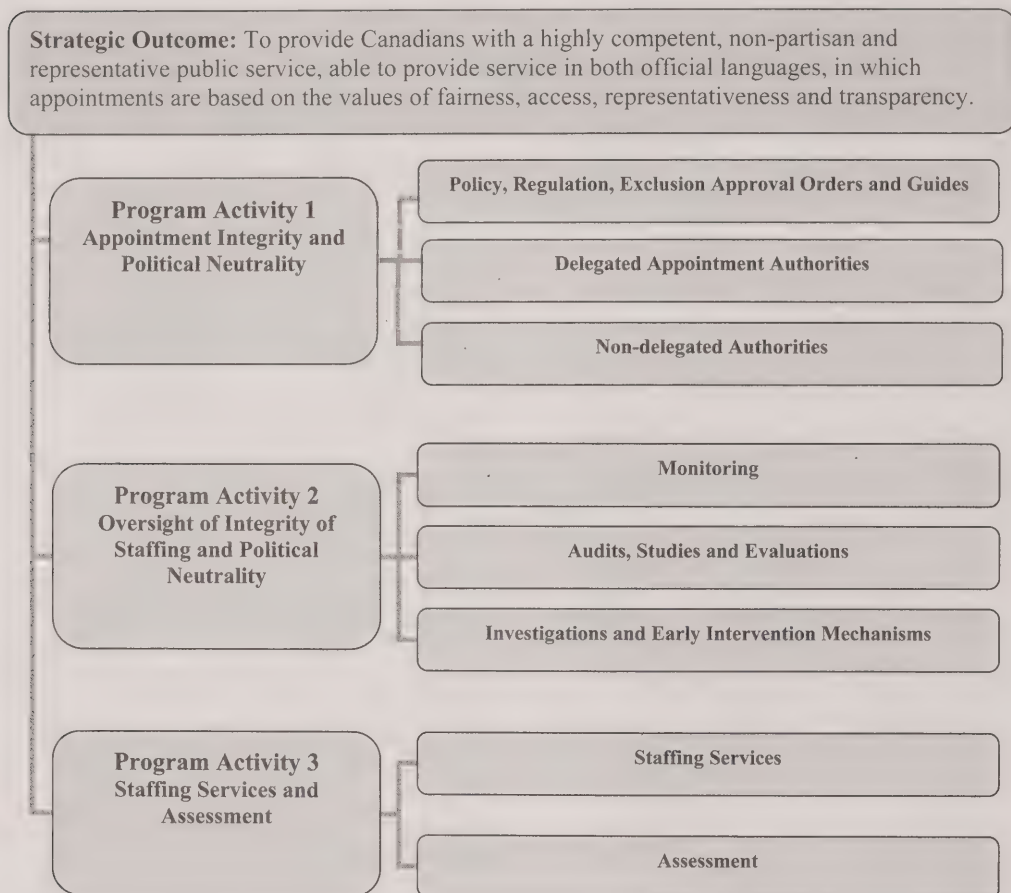 Strategic Outcome: To provide Canadians with a highly competent, non-partisan and
representative public service, able to provide service in both official languages, in which
appointments are based on the values of fairness, access, representativeness and transparency.
Program Activity 1
Appointment Integrity and
Political Neutrality
Policy, Regulation, Exclusion Approval Orders and Guides
Delegated Appointment Authorities
Non-delegated Authorities
Program Activity 2
Oversight of Integrity of
Staffing and Political
Neutrality
Monitoring
Audits, Studies and Evaluations
Investigations and Early Intervention Mechanisms
Program Activity 3
Staffing Services and
Assessment
Staffing Services
Assessment